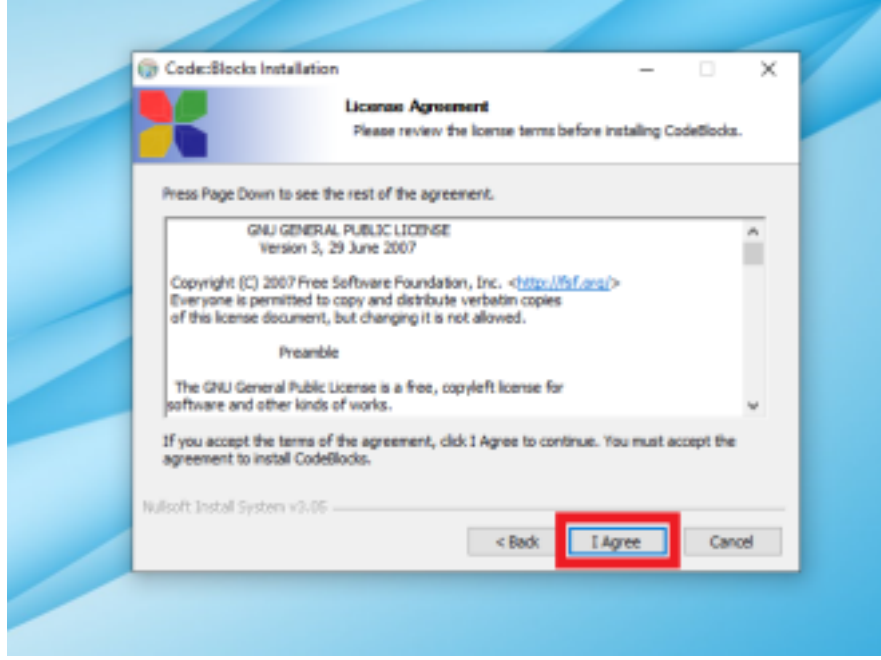 Code::Blocks Installation
License Agreement
Please review the license terms before installing CodeBlocks.
Press Page Down to see the rest of the agreement.
GNU GENERAL PUBLIC LICENSE
Version 3, 29 June 2007
Copyright (C) 2007 Free Software Foundation, Inc. <http://fsf.org/>
Everyone is permitted to copy and distribute verbatim copies
of this license document, but changing it is not allowed.
Preamble
The GNU General Public License is a free, copyleft license for
software and other kinds of works.
If you accept the terms of the agreement, click I Agree to continue. You must accept the
agreement to install CodeBlocks.
Nullsoft Install System v3.05
< Back I Agree Cancel